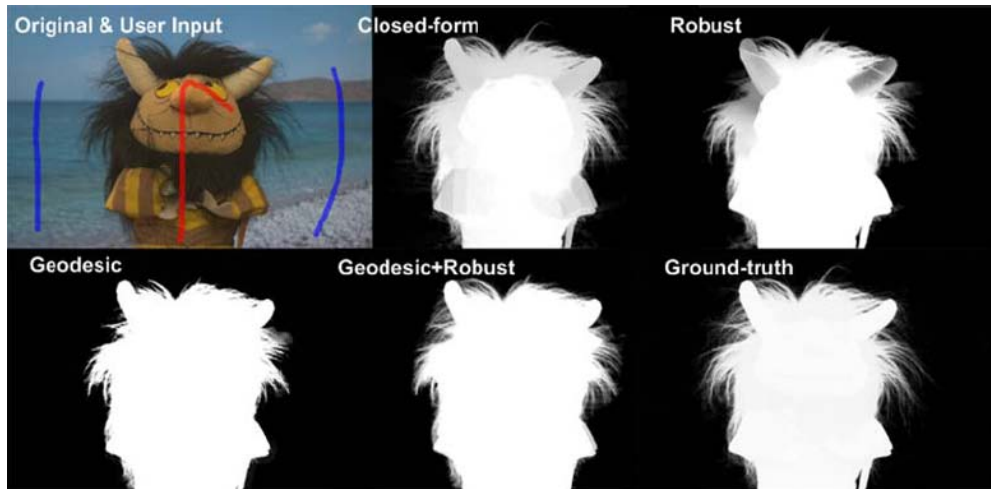 Original & User Input
Closed-form
Robust
Geodesic
Geodesic+Robust
Ground-truth